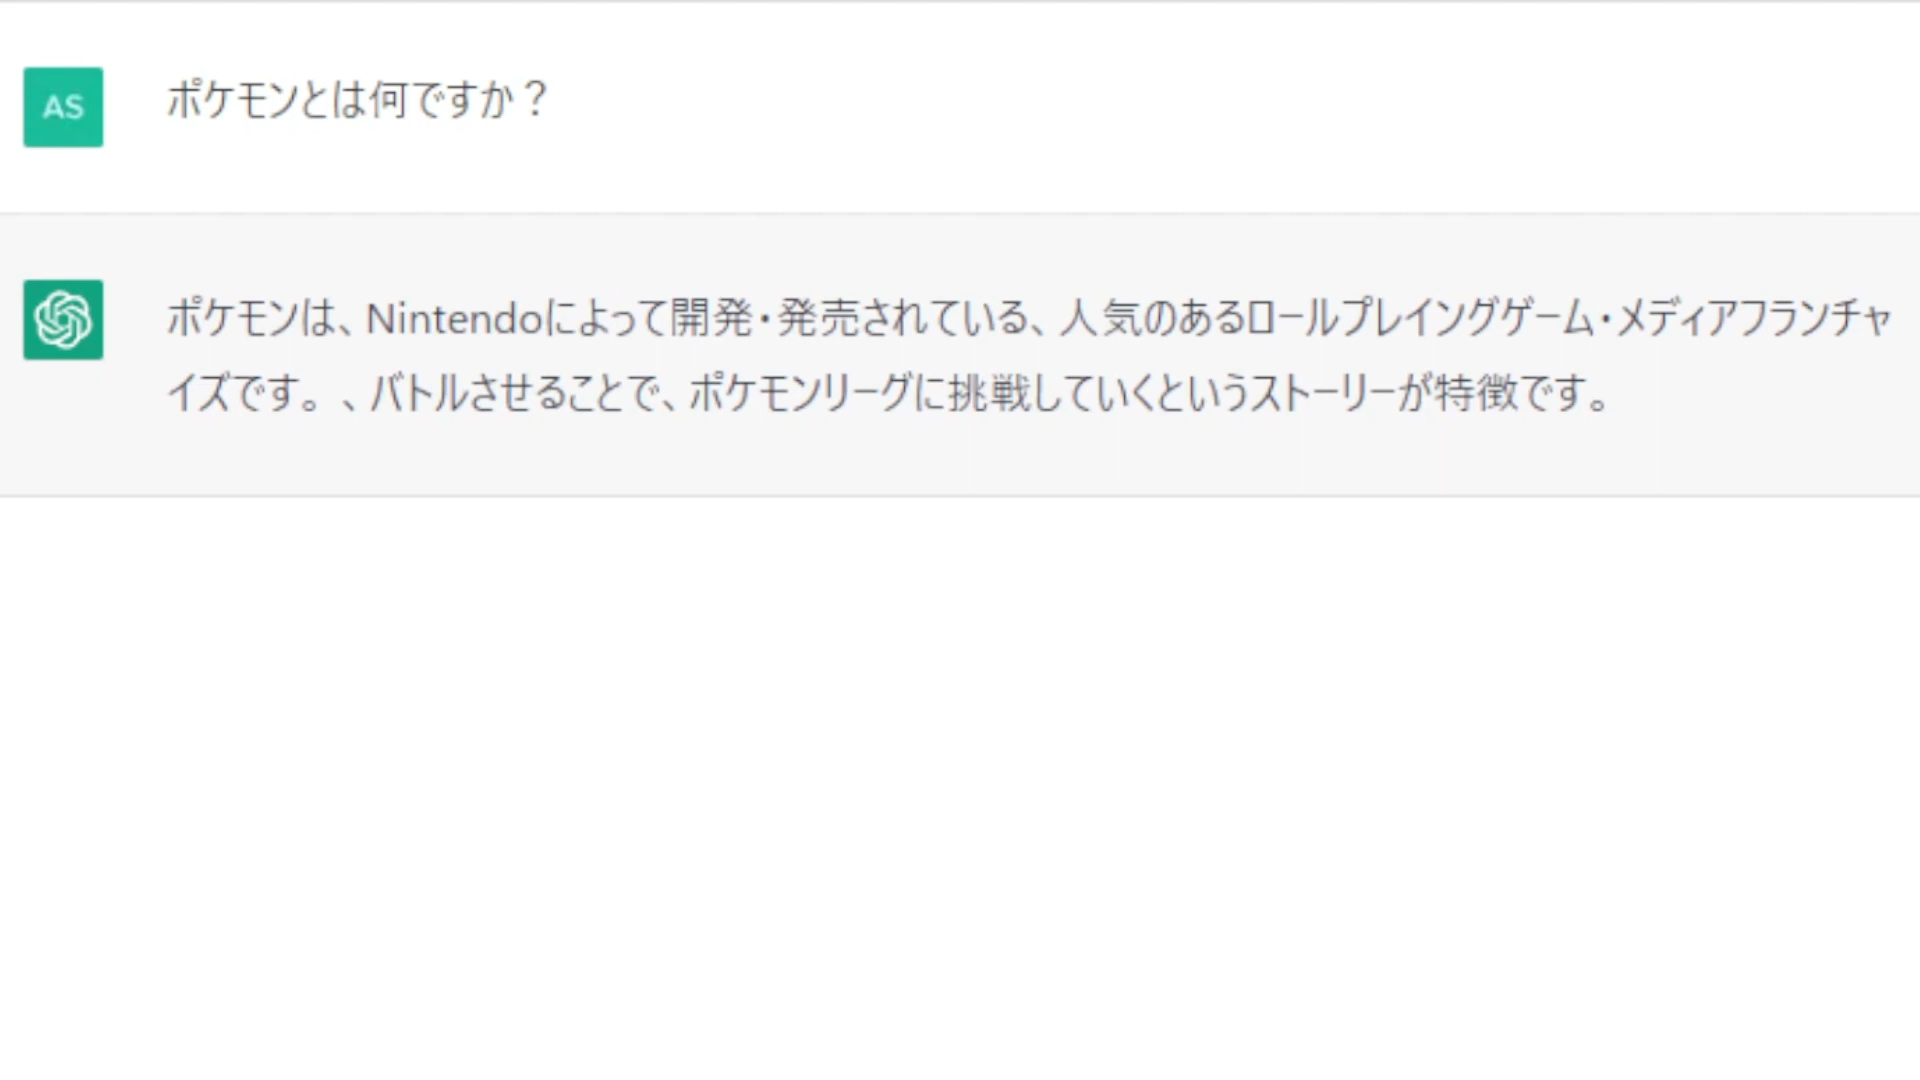 AS
ポケモンとは何ですか？
ポケモンは、Nintendoによって開発・発売されている、人気のあるロールプレイングゲーム・メディアフランチャ
イズです。、バトルさせることで、ポケモンリーグに挑戦していくというストーリーが特徴です。